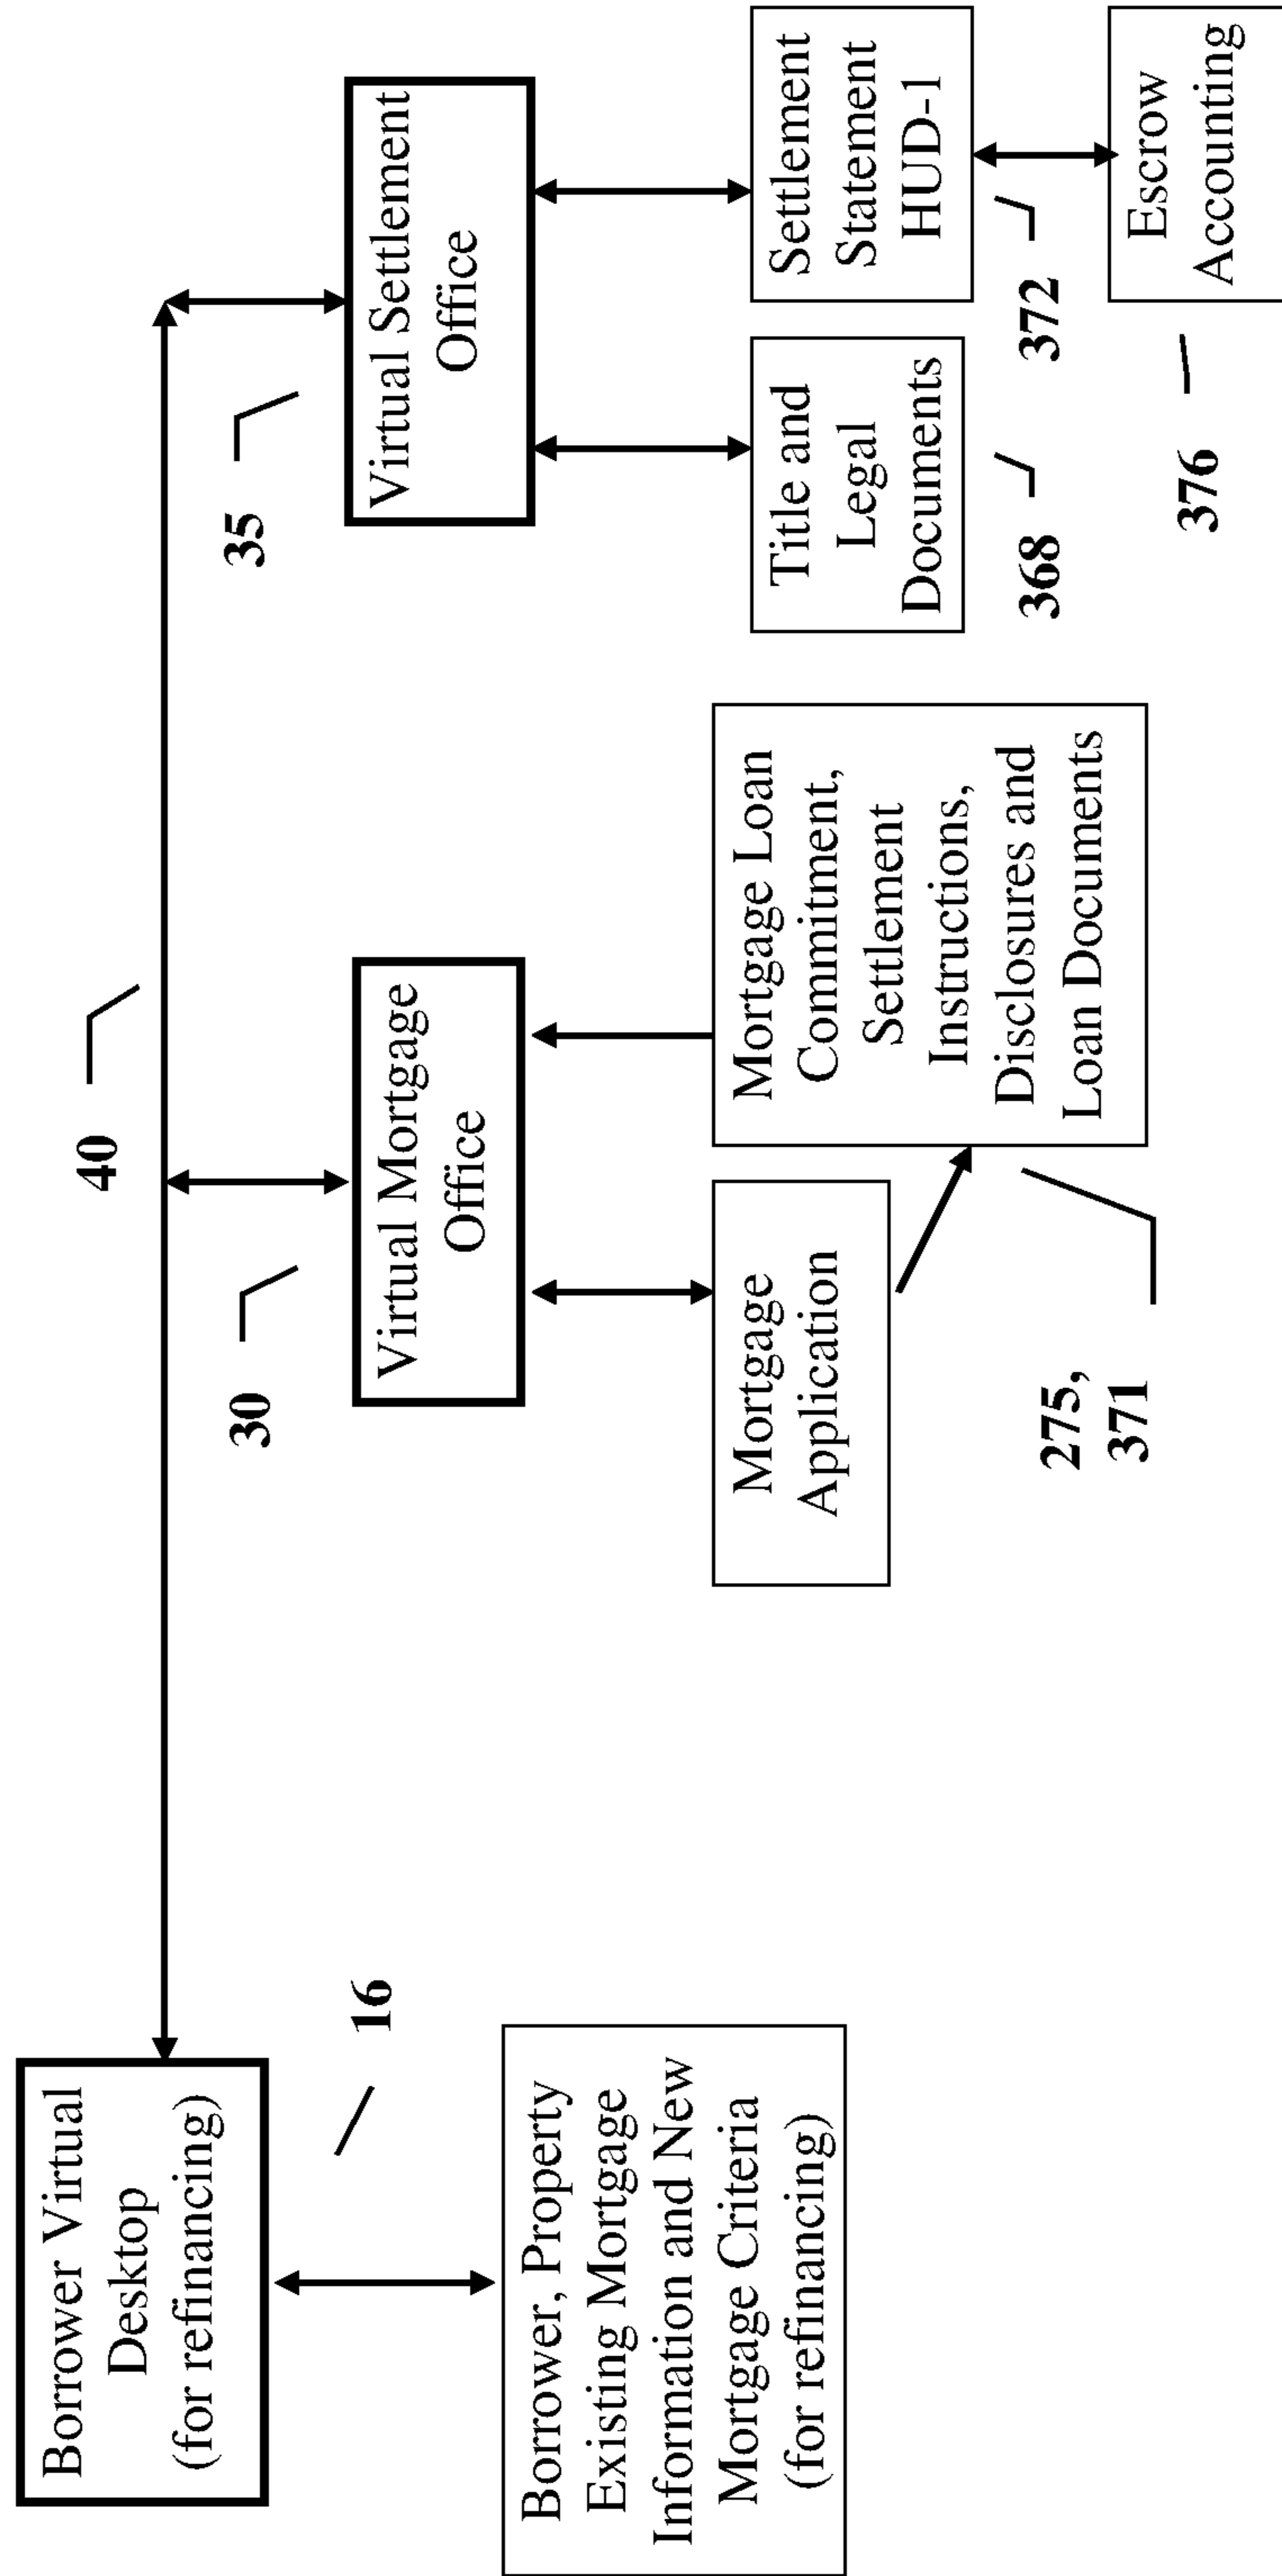 Borrower Virtual
Desktop
(for refinancing)
16
Borrower, Property
Existing Mortgage
Information and New
Mortgage Criteria
(for refinancing)
40
30
Virtual Mortgage
Office
Mortgage
Application
275,
371
Mortgage Loan
Commitment,
Settlement
Instructions,
Disclosures and
Loan Documents
35
Virtual Settlement
Office
Title and
Legal
Documents
368
Settlement
Statement
HUD-1
372
Escrow
Accounting
376